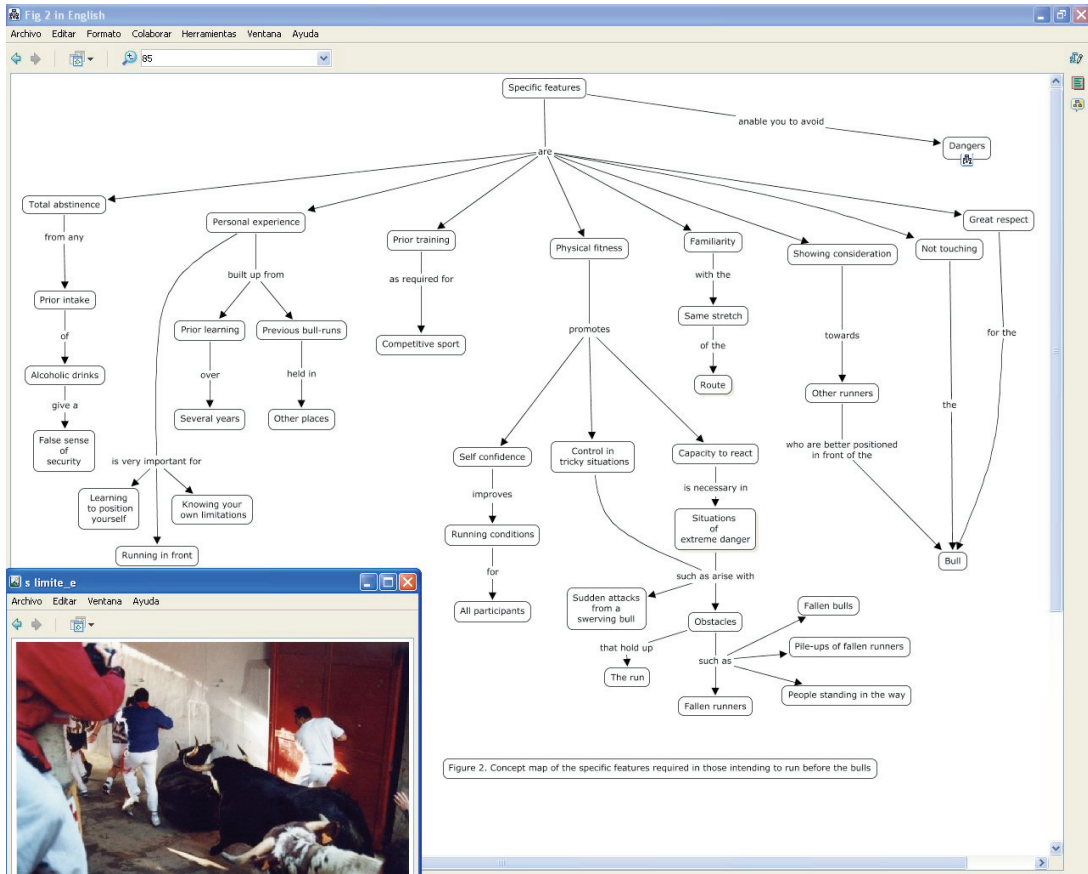 Fig 2 in English
Archivo Editar Formato Colaborar Herramientas Ventana Ayuda
85
Specific features
anable you to avoid
Dangers
are
Total abstinence
from any
Prior intake
of
Alcoholic drinks
give a
False sense
of
security
Personal experience
built up from
Prior learning
over
Several years
Previous bull-runs
held in
Other places
is very important for
Learning
to position
yourself
Knowing your
own limitations
Running in front
Prior training
as required for
Competitive sport
Physical fitness
promotes
Self confidence
improves
Running conditions
for
All participants
Control in
tricky situations
Capacity to react
is necessary in
Situations
of
extreme danger
such as arise with
Sudden attacks
from a
swerving bull
Obstacles
that hold up
The run
such as
Fallen bulls
Pile-ups of fallen runners
People standing in the way
Fallen runners
Familiarity
with the
Same stretch
of the
Route
Showing consideration
towards
Other runners
who are better positioned
in front of the
Not touching
the
Great respect
for the
Bull
Figure 2. Concept map of the specific features required in those intending to run before the bulls
s limite_e
Archivo Editar Ventana Ayuda